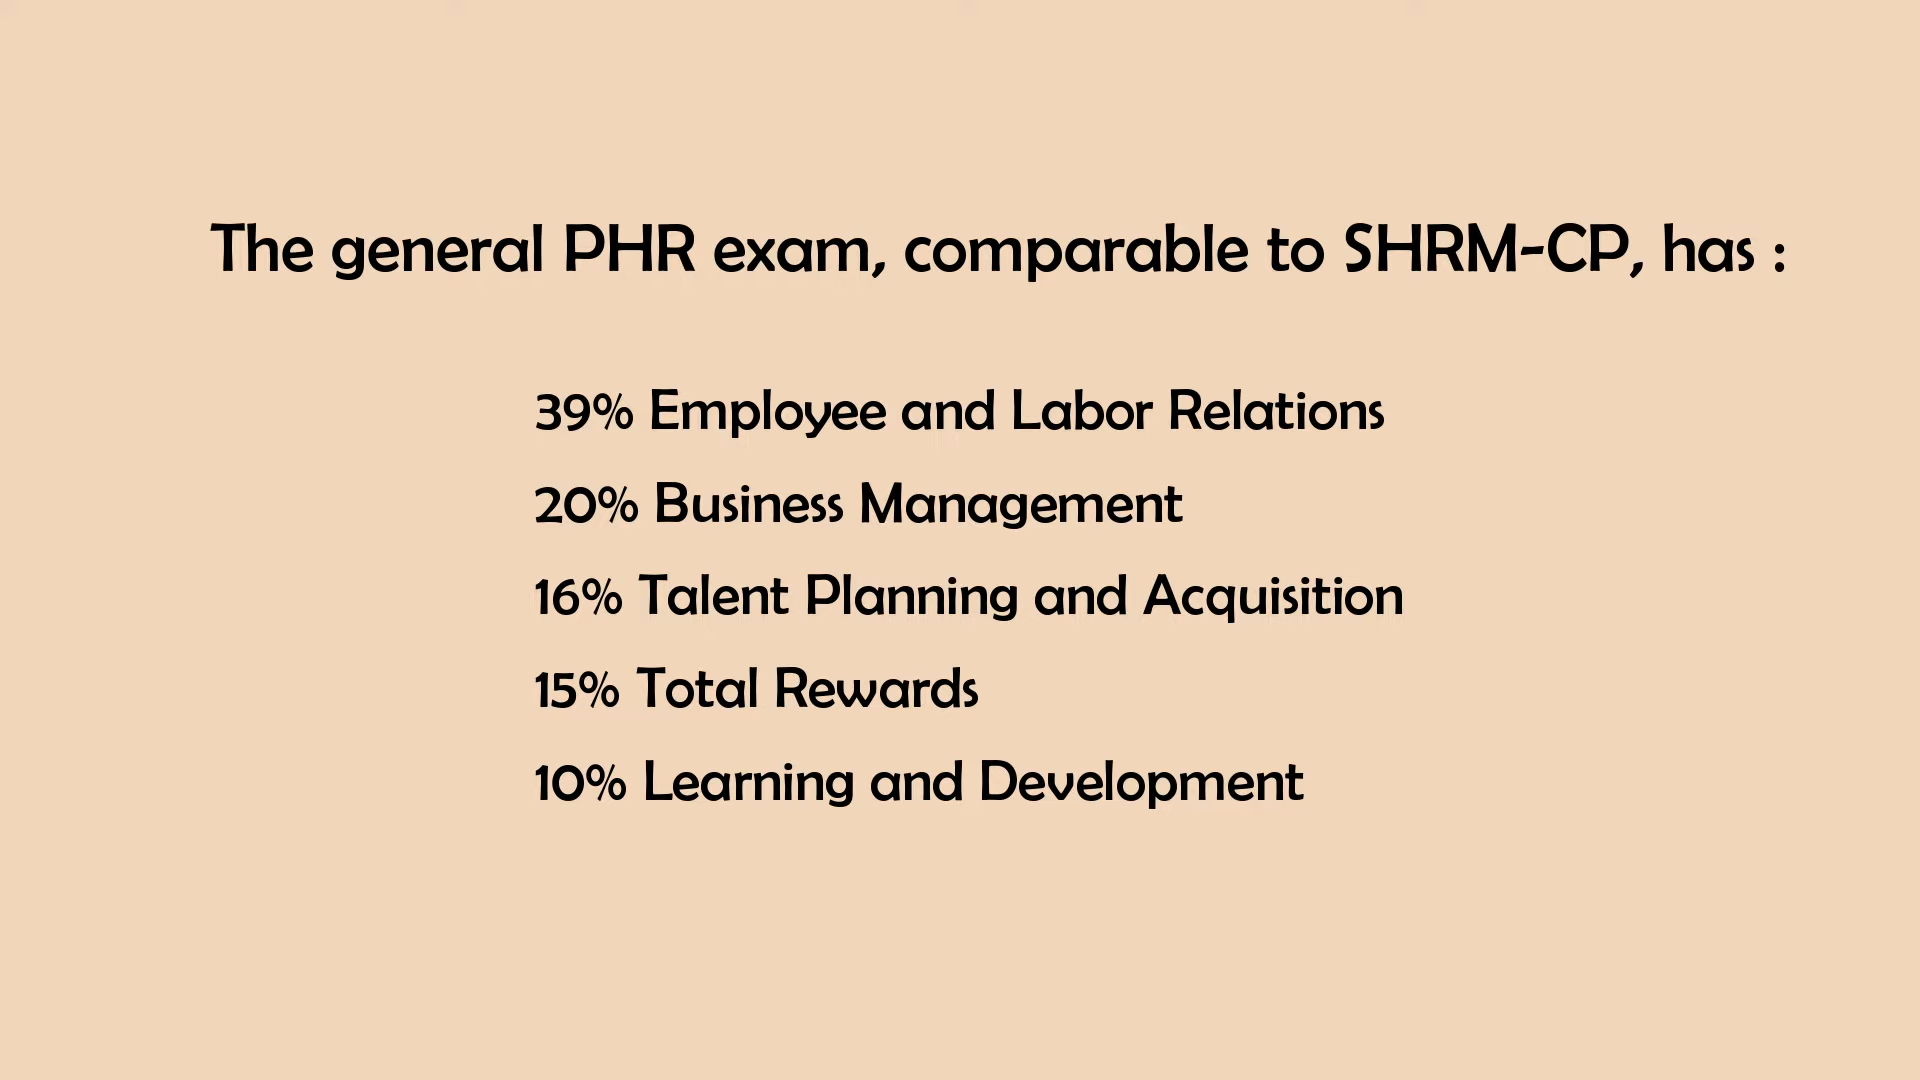 The general PHR exam, comparable to SHRM-CP, has :
39% Employee and Labor Relations
20% Business Management
16% Talent Planning and Acquisition
15% Total Rewards
10% Learning and Development